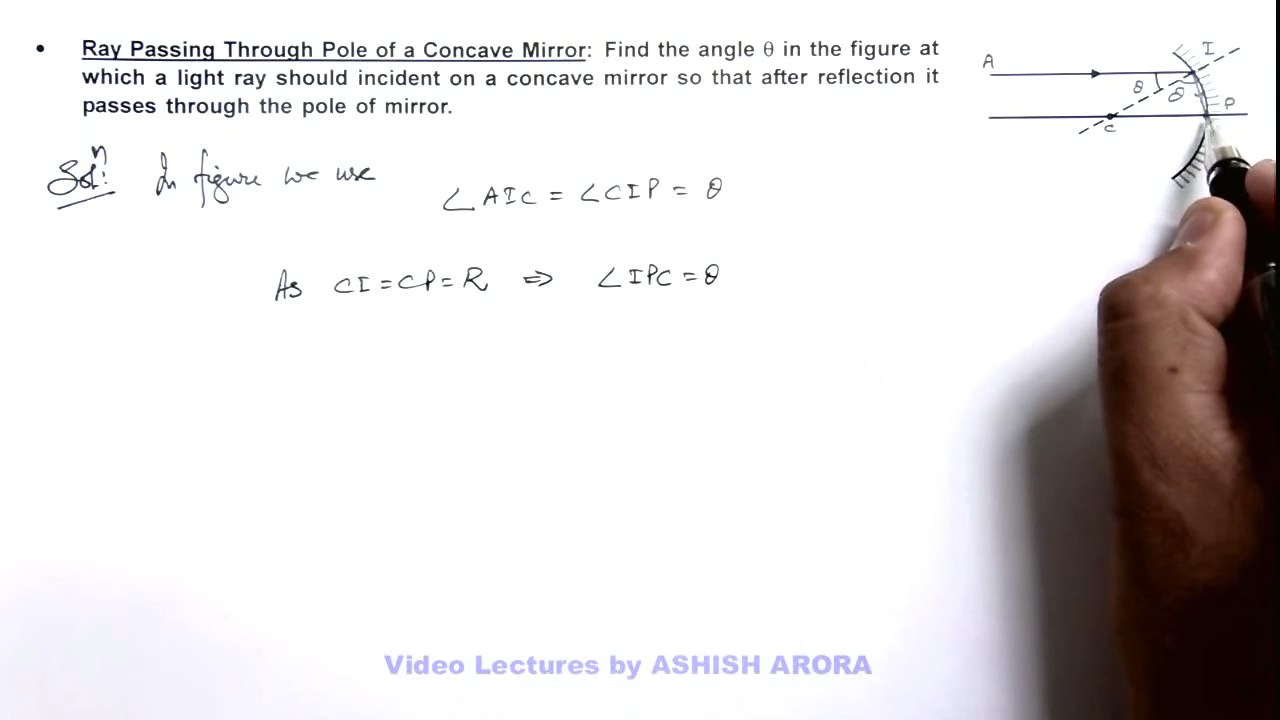 • Ray Passing Through Pole of a Concave Mirror: Find the angle θ in the figure at
which a light ray should incident on a concave mirror so that after reflection it
passes through the pole of mirror.
A
I
θ
θ
P
C
Solⁿ: In figure we use
∠AIC = ∠CIP = θ
As CI = CP = R ⇒ ∠IPC = θ
Video Lectures by ASHISH ARORA